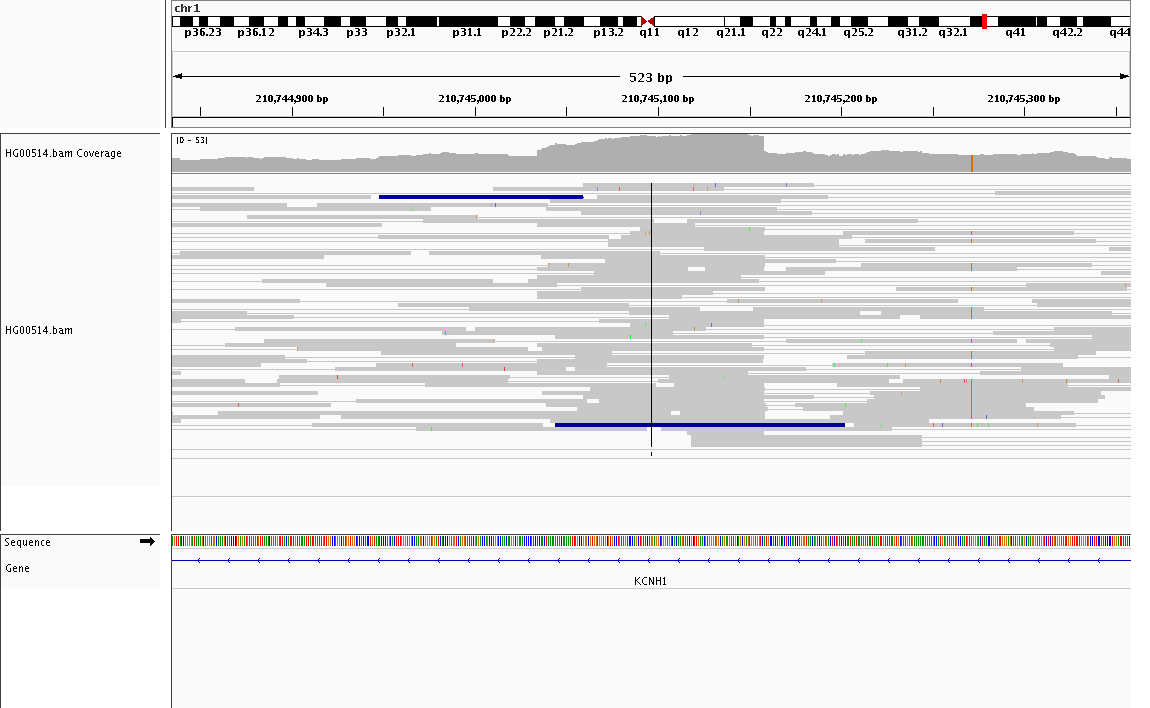 chr1
p36.23 p36.12 p34.3 p33 p32.1 p31.1 p22.2 p21.2 p13.2 q11 q12 q21.1 q22 q24.1 q25.2 q31.2 q32.1 q41 q42.2 q44
523 bp
210,744,900 bp 210,745,000 bp 210,745,100 bp 210,745,200 bp 210,745,300 bp
[0 - 53]
HG00514.bam Coverage
HG00514.bam
Sequence
Gene
KCNH1